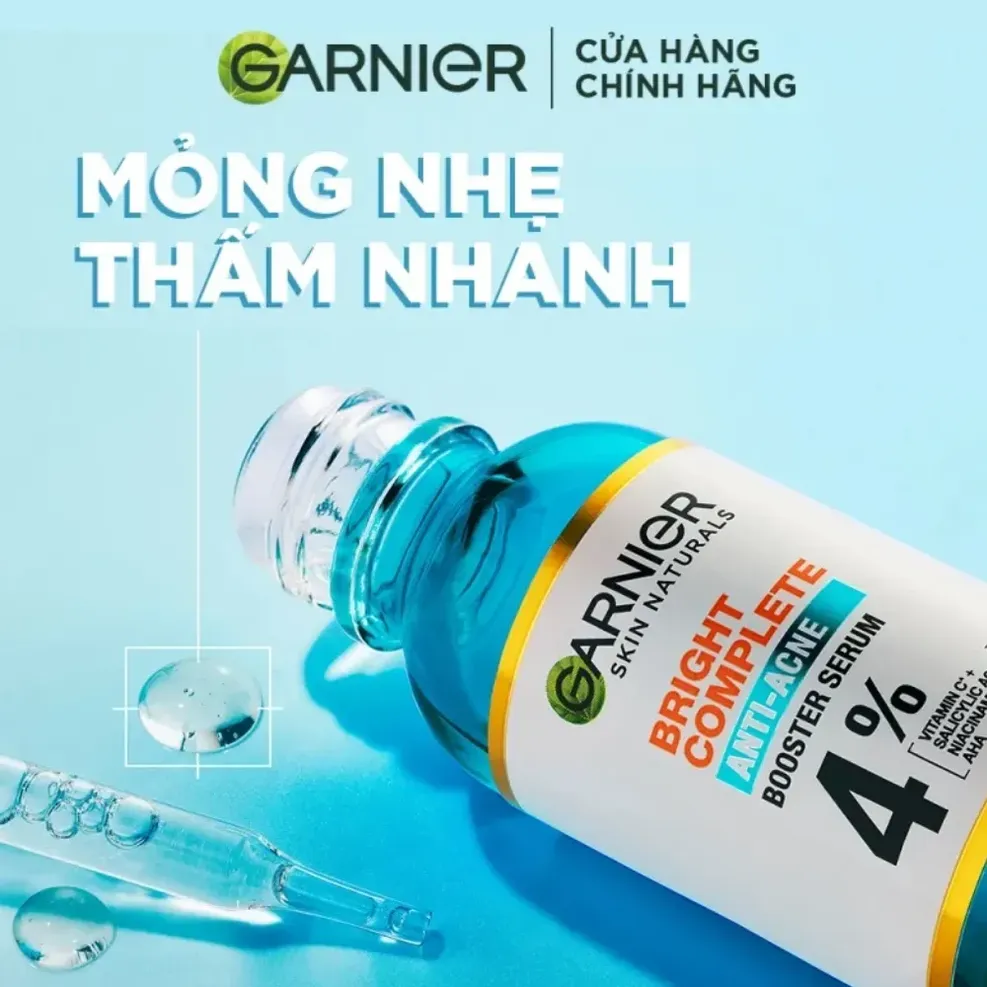 GARNIER
CỬA HÀNG
CHÍNH HÃNG
MỎNG NHẸ
THẤM NHANH
GARNIER
SKIN NATURALS
BRIGHT
COMPLETE
ANTI-ACNE
BOOSTER SERUM
4%
VITAMIN C* +
SALICYLIC
AHA